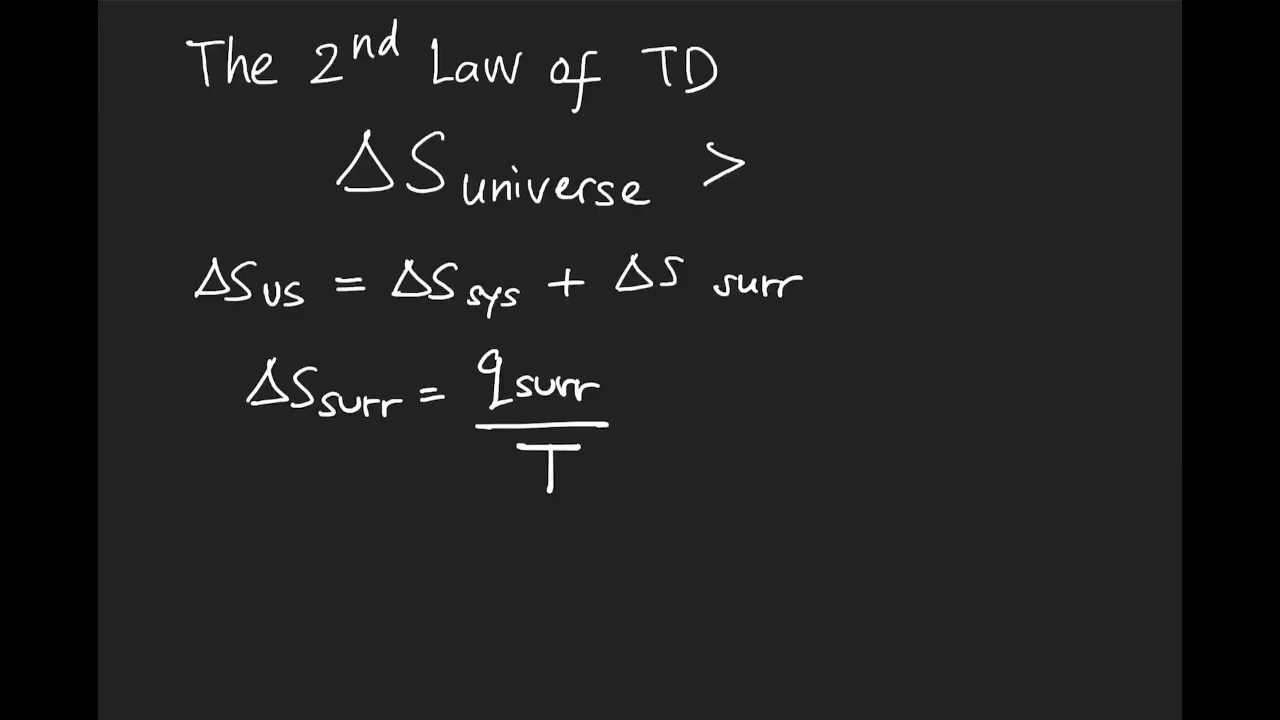 The 2nd Law of TD
ΔS universe >
ΔS us = ΔS sys + ΔS surr
ΔS surr = q surr
T